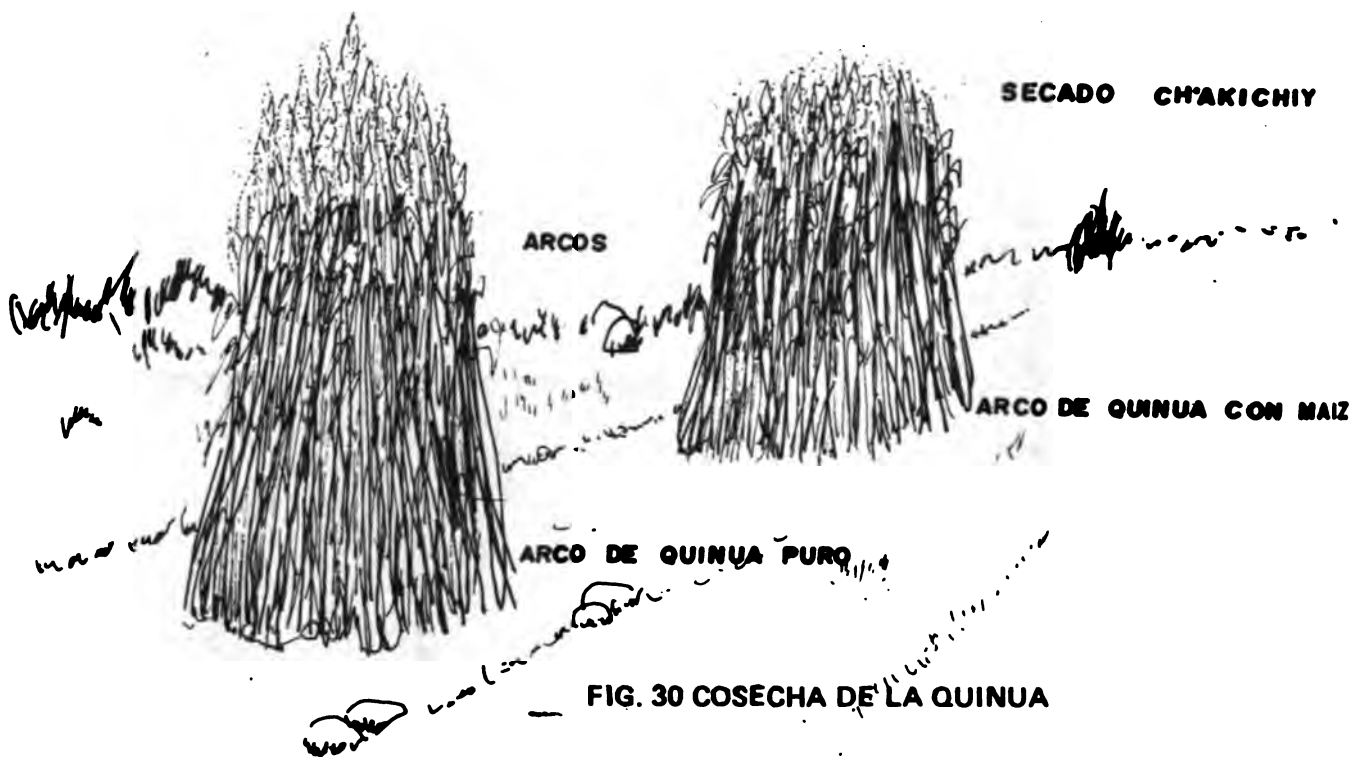 SECADO CH'AKICHIY
ARCOS
ARCO DE QUINUA CON MAIZ
ARCO DE QUINUA PURO
FIG. 30 COSECHA DE LA QUINUA